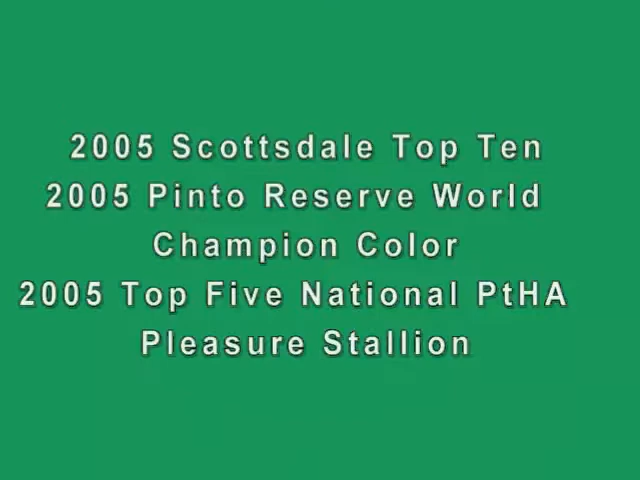 2005 Scottsdale Top Ten
2005 Pinto Reserve World
Champion Color
2005 Top Five National PtHA
Pleasure Stallion